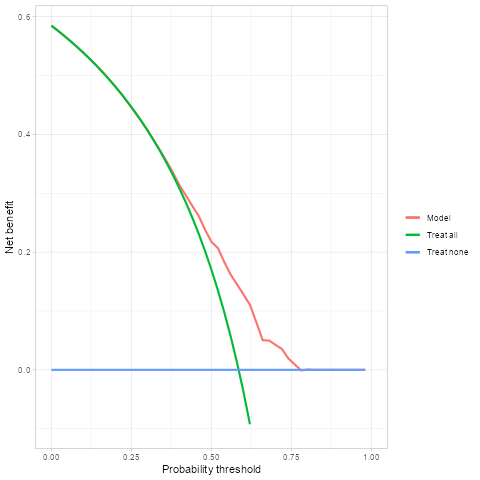 0.6
0.4
0.2
0.0
Net benefit
0.00 0.25 0.50 0.75 1.00
Probability threshold
Model
Treat all
Treat none